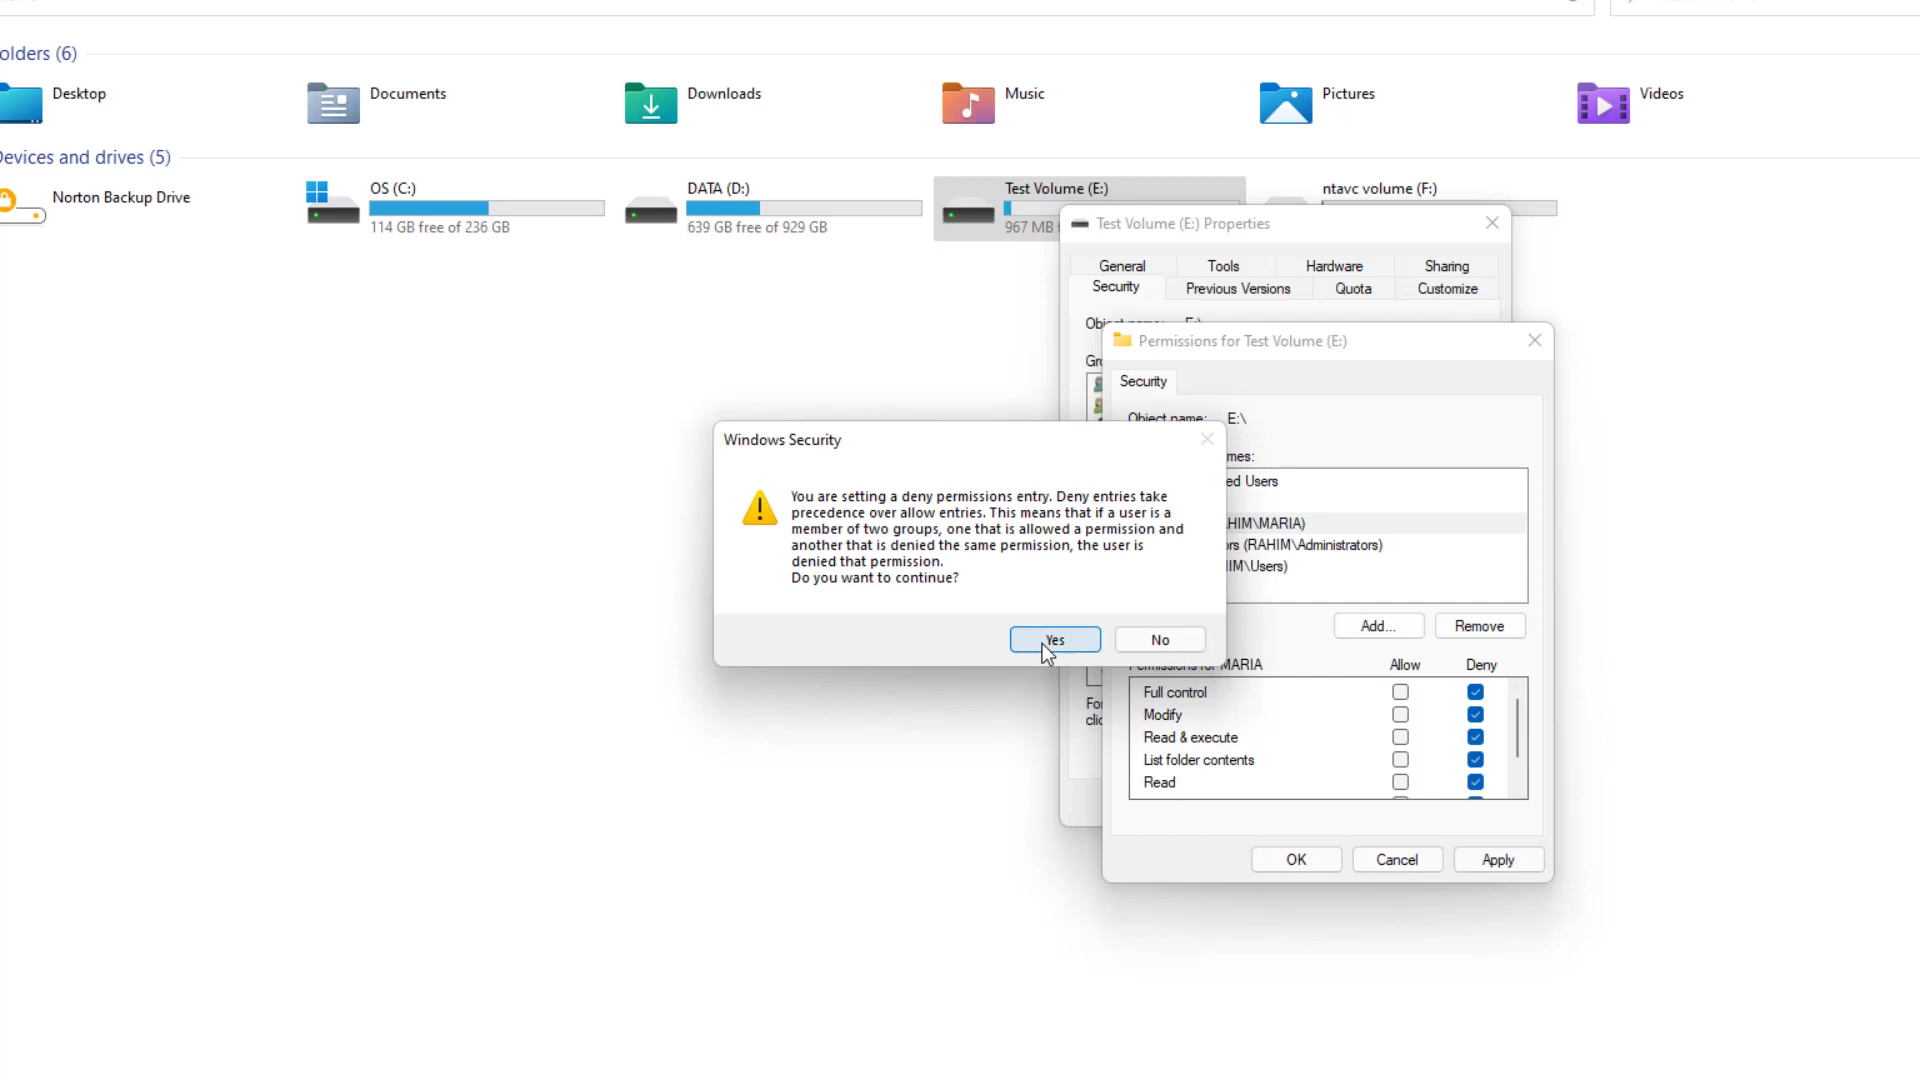 olders (6)
Desktop
Documents
Downloads
Music
Pictures
Videos
Devices and drives (5)
Norton Backup Drive
OS (C:)
114 GB free of 236 GB
DATA (D:)
639 GB free of 929 GB
Test Volume (E:)
967 MB
ntavc volume (F:)
Test Volume (E:) Properties
General
Tools
Hardware
Sharing
Security
Previous Versions
Quota
Customize
Permissions for Test Volume (E:)
Security
Object name: E:\
mes:
ed Users
HIM\MARIA)
rs (RAHIM\Administrators)
IM\Users)
Add...
Remove
Permissions for MARIA
Allow
Deny
Full control
Modify
Read & execute
List folder contents
Read
OK
Cancel
Apply
Windows Security
You are setting a deny permissions entry. Deny entries take
precedence over allow entries. This means that if a user is a
member of two groups, one that is allowed a permission and
another that is denied the same permission, the user is
denied that permission.
Do you want to continue?
Yes
No